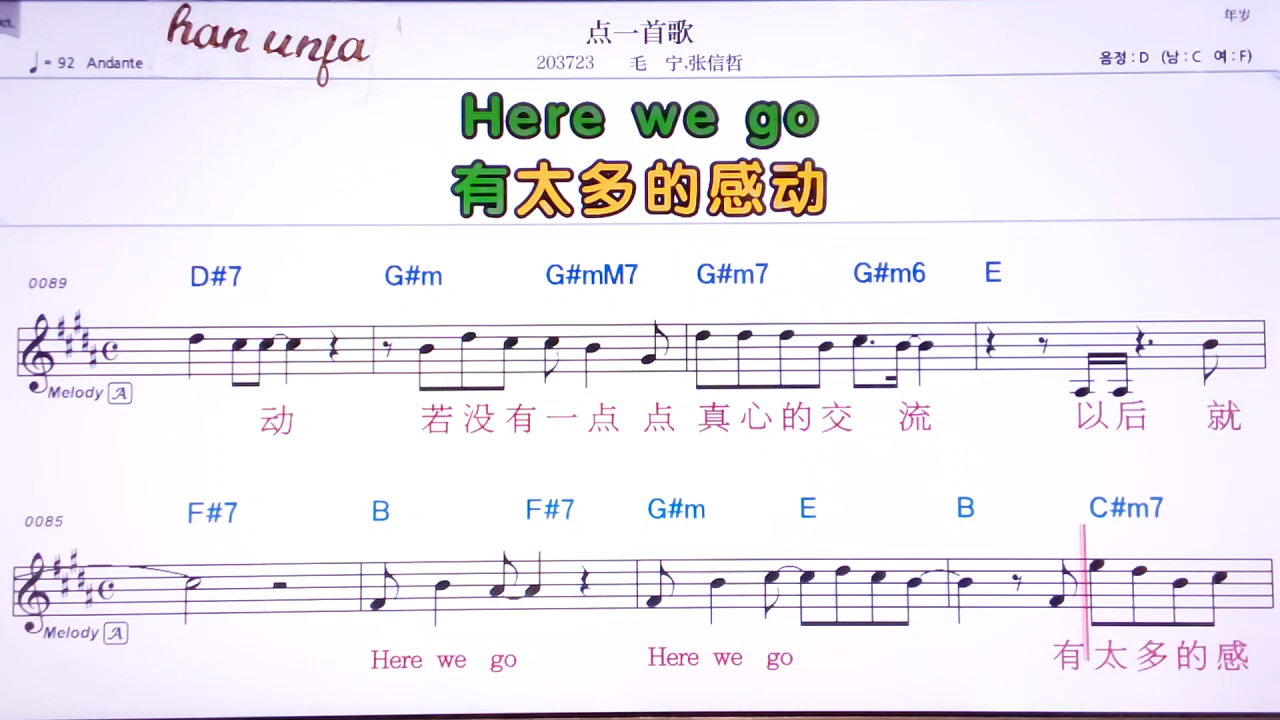 han unfa
点一首歌
年岁
♩= 92 Andante
203723 毛 宁,张信哲
음정 : D (남 : C 여 : F)
Here we go
有太多的感动
0089 D#7 G#m G#mM7 G#m7 G#m6 E
Melody A
动 若没有一点点真心的交流 以后就
0085 F#7 B F#7 G#m E B C#m7
Melody A
Here we go Here we go 有太多的感